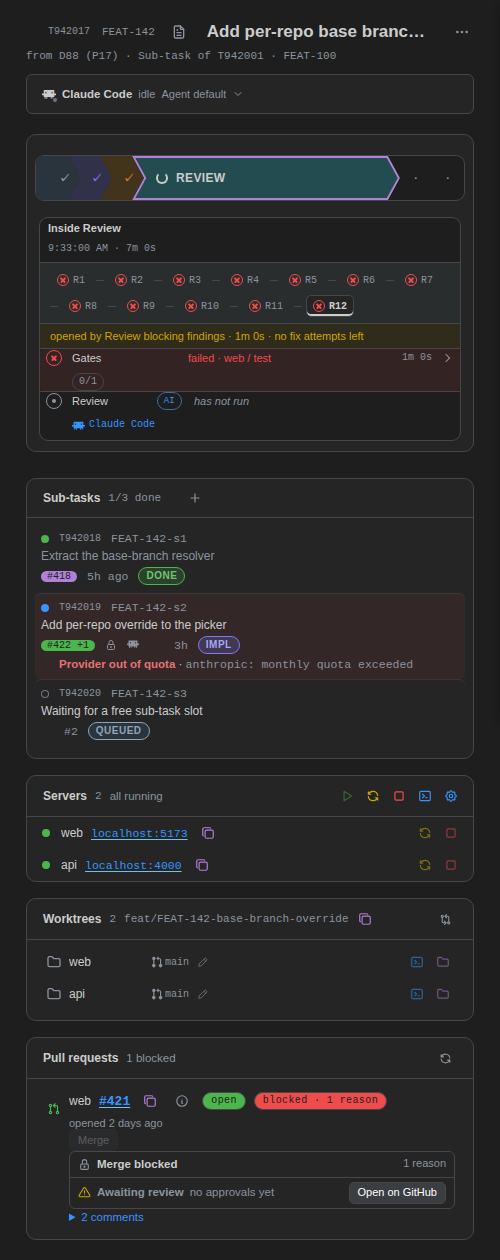 T942017 FEAT-142 Add per-repo base branc…
from D88 (P17) · Sub-task of T942001 · FEAT-100
Claude Code idle Agent default
REVIEW
Inside Review
9:33:00 AM · 7m 0s
R1 R2 R3 R4 R5 R6 R7
R8 R9 R10 R11 R12
opened by Review blocking findings · 1m 0s · no fix attempts left
Gates failed · web / test 1m 0s
0/1
Review AI has not run
Claude Code
Sub-tasks 1/3 done
T942018 FEAT-142-s1
Extract the base-branch resolver
#418 5h ago DONE
T942019 FEAT-142-s2
Add per-repo override to the picker
#422 +1 3h IMPL
Provider out of quota · anthropic: monthly quota exceeded
T942020 FEAT-142-s3
Waiting for a free sub-task slot
#2 QUEUED
Servers 2 all running
web localhost:5173
api localhost:4000
Worktrees 2 feat/FEAT-142-base-branch-override
web main
api main
Pull requests 1 blocked
web #421 open blocked · 1 reason
opened 2 days ago
Merge
Merge blocked 1 reason
Awaiting review no approvals yet Open on GitHub
2 comments